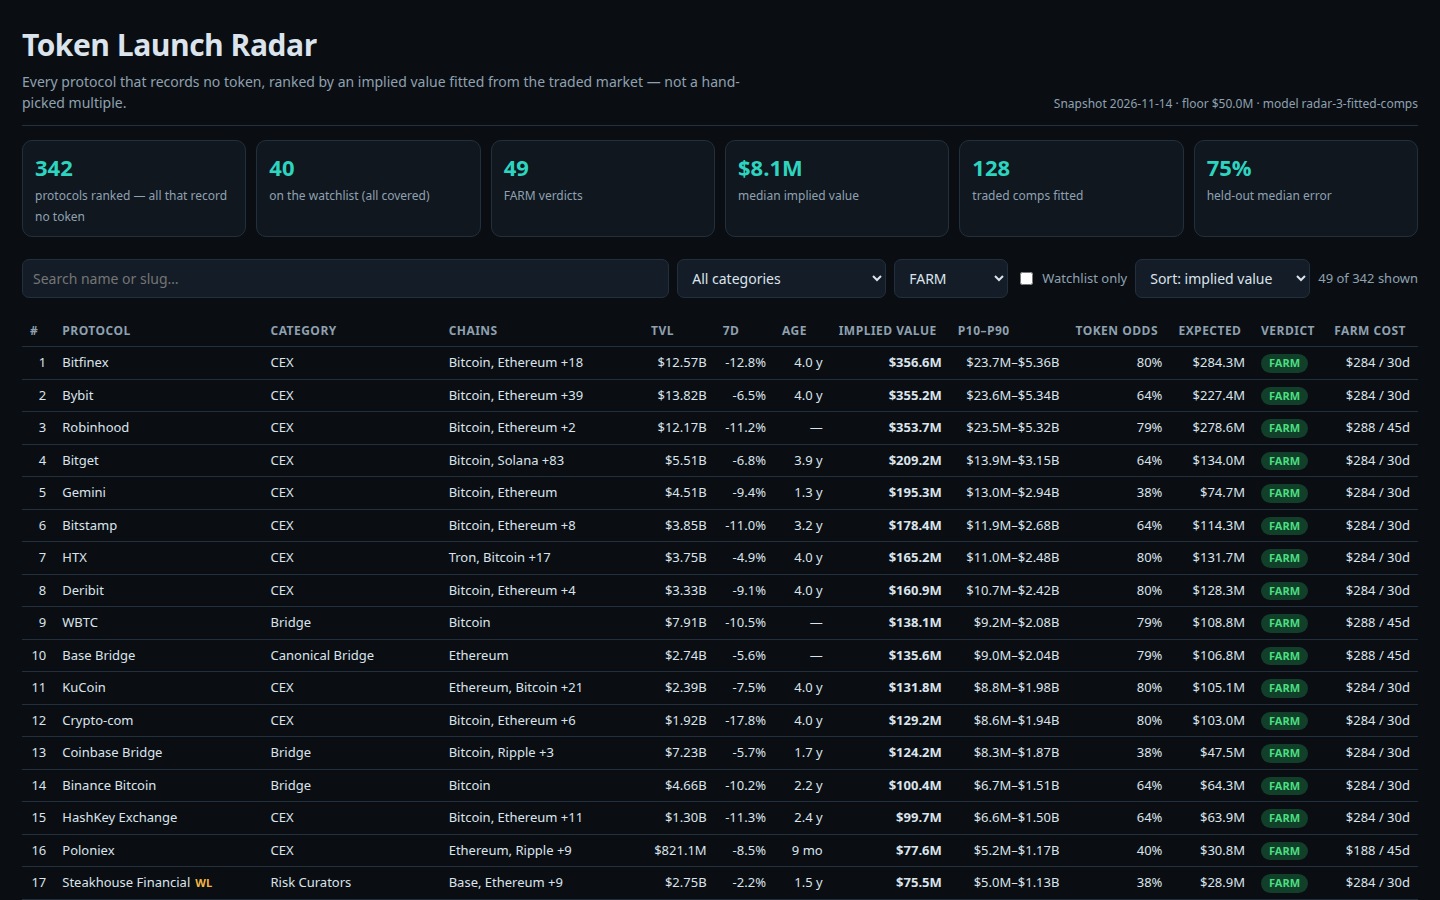 Token Launch Radar
Every protocol that records no token, ranked by an implied value fitted from the traded market — not a hand-
picked multiple.
Snapshot 2026-11-14 · floor $50.0M · model radar-3-fitted-comps
342
protocols ranked — all that record
no token
40
on the watchlist (all covered)
49
FARM verdicts
$8.1M
median implied value
128
traded comps fitted
75%
held-out median error
Search name or slug... All categories FARM Watchlist only Sort: implied value 49 of 342 shown
# PROTOCOL CATEGORY CHAINS TVL 7D AGE IMPLIED VALUE P10–P90 TOKEN ODDS EXPECTED VERDICT FARM COST
1 Bitfinex CEX Bitcoin, Ethereum +18 $12.57B -12.8% 4.0 y $356.6M $23.7M–$5.36B 80% $284.3M FARM $284 / 30d
2 Bybit CEX Bitcoin, Ethereum +39 $13.82B -6.5% 4.0 y $355.2M $23.6M–$5.34B 64% $227.4M FARM $284 / 30d
3 Robinhood CEX Bitcoin, Ethereum +2 $12.17B -11.2% — $353.7M $23.5M–$5.32B 79% $278.6M FARM $288 / 45d
4 Bitget CEX Bitcoin, Solana +83 $5.51B -6.8% 3.9 y $209.2M $13.9M–$3.15B 64% $134.0M FARM $284 / 30d
5 Gemini CEX Bitcoin, Ethereum $4.51B -9.4% 1.3 y $195.3M $13.0M–$2.94B 38% $74.7M FARM $284 / 30d
6 Bitstamp CEX Bitcoin, Ethereum +8 $3.85B -11.0% 3.2 y $178.4M $11.9M–$2.68B 64% $114.3M FARM $284 / 30d
7 HTX CEX Tron, Bitcoin +17 $3.75B -4.9% 4.0 y $165.2M $11.0M–$2.48B 80% $131.7M FARM $284 / 30d
8 Deribit CEX Bitcoin, Ethereum +4 $3.33B -9.1% 4.0 y $160.9M $10.7M–$2.42B 80% $128.3M FARM $284 / 30d
9 WBTC Bridge Bitcoin $7.91B -10.5% — $138.1M $9.2M–$2.08B 79% $108.8M FARM $288 / 45d
10 Base Bridge Canonical Bridge Ethereum $2.74B -5.6% — $135.6M $9.0M–$2.04B 79% $106.8M FARM $288 / 45d
11 KuCoin CEX Ethereum, Bitcoin +21 $2.39B -7.5% 4.0 y $131.8M $8.8M–$1.98B 80% $105.1M FARM $284 / 30d
12 Crypto-com CEX Bitcoin, Ethereum +6 $1.92B -17.8% 4.0 y $129.2M $8.6M–$1.94B 80% $103.0M FARM $284 / 30d
13 Coinbase Bridge Bridge Bitcoin, Ripple +3 $7.23B -5.7% 1.7 y $124.2M $8.3M–$1.87B 38% $47.5M FARM $284 / 30d
14 Binance Bitcoin Bridge Bitcoin $4.66B -10.2% 2.2 y $100.4M $6.7M–$1.51B 64% $64.3M FARM $284 / 30d
15 HashKey Exchange CEX Bitcoin, Ethereum +11 $1.30B -11.3% 2.4 y $99.7M $6.6M–$1.50B 64% $63.9M FARM $284 / 30d
16 Poloniex CEX Ethereum, Ripple +9 $821.1M -8.5% 9 mo $77.6M $5.2M–$1.17B 40% $30.8M FARM $188 / 45d
17 Steakhouse Financial WL Risk Curators Base, Ethereum +9 $2.75B -2.2% 1.5 y $75.5M $5.0M–$1.13B 38% $28.9M FARM $284 / 30d